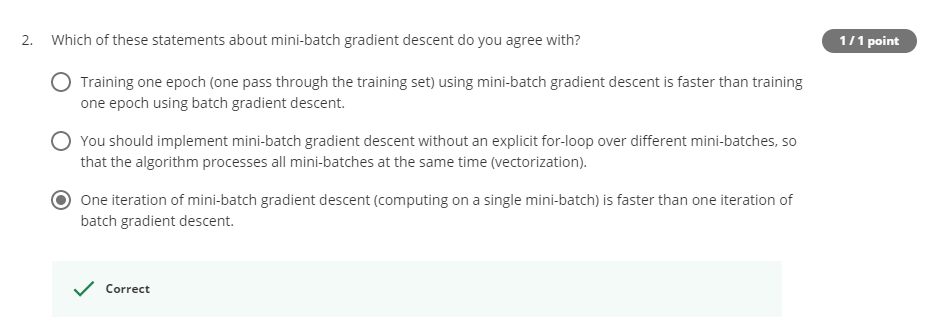 2. Which of these statements about mini-batch gradient descent do you agree with?
1 / 1 point
Training one epoch (one pass through the training set) using mini-batch gradient descent is faster than training
one epoch using batch gradient descent.
You should implement mini-batch gradient descent without an explicit for-loop over different mini-batches, so
that the algorithm processes all mini-batches at the same time (vectorization).
One iteration of mini-batch gradient descent (computing on a single mini-batch) is faster than one iteration of
batch gradient descent.
Correct